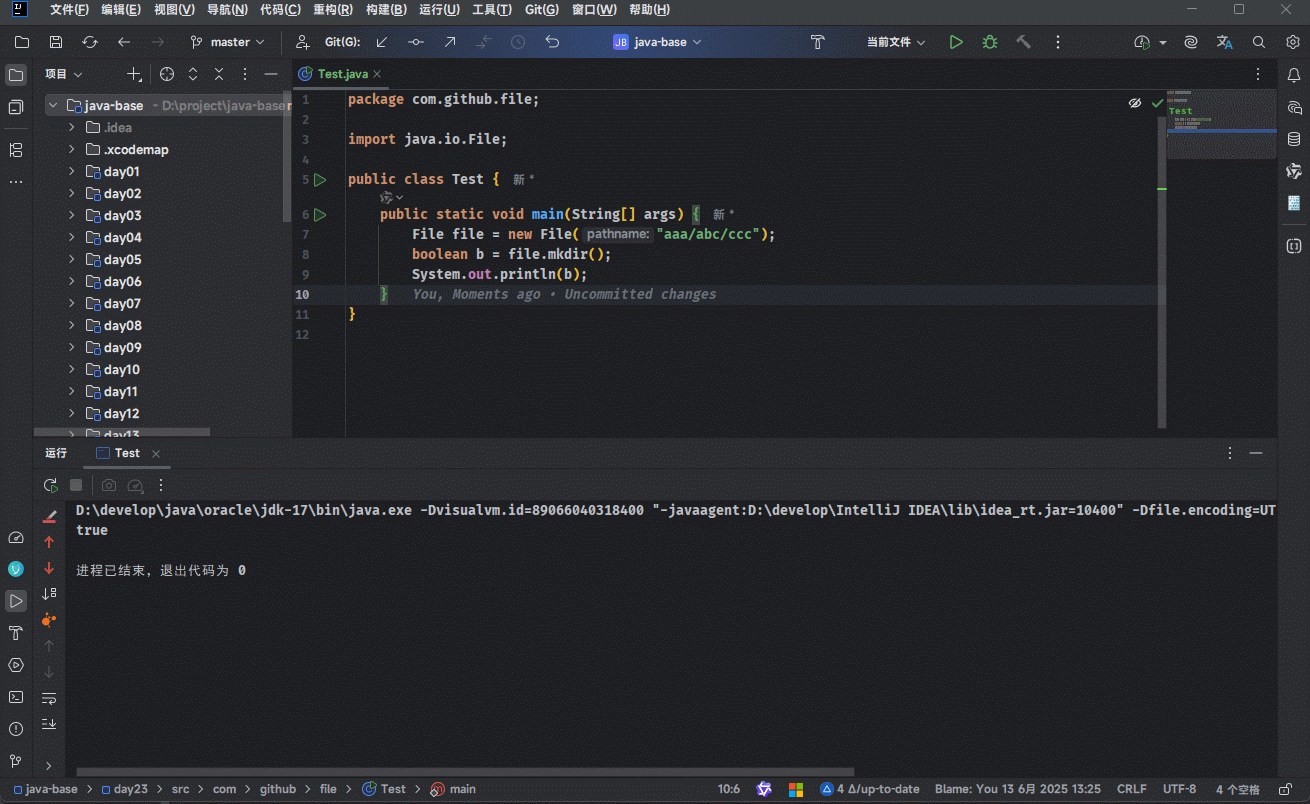 文件(F) 编辑(E) 视图(V) 导航(N) 代码(C) 重构(R) 构建(B) 运行(U) 工具(T) Git(G) 窗口(W) 帮助(H)
master Git(G): JB java-base 当前文件
项目
java-base - D:\project\java-base
.idea
.xcodemap
day01
day02
day03
day04
day05
day06
day07
day08
day09
day10
day11
day12
day13
Test.java
1 package com.github.file;
2
3 import java.io.File;
4
5 public class Test { 新 *
6 public static void main(String[] args) { 新 *
7 File file = new File( pathname: "aaa/abc/ccc");
8 boolean b = file.mkdir();
9 System.out.println(b);
10 } You, Moments ago • Uncommitted changes
11 }
12
Test
运行 Test
D:\develop\java\oracle\jdk-17\bin\java.exe -Dvisualvm.id=89066040318400 "-javaagent:D:\develop\IntelliJ IDEA\lib\idea_rt.jar=10400" -Dfile.encoding=UT
true
进程已结束，退出代码为 0
java-base > day23 > src > com > github > file > Test > main 10:6 4 Δ/up-to-date Blame: You 13 6月 2025 13:25 CRLF UTF-8 4 个空格